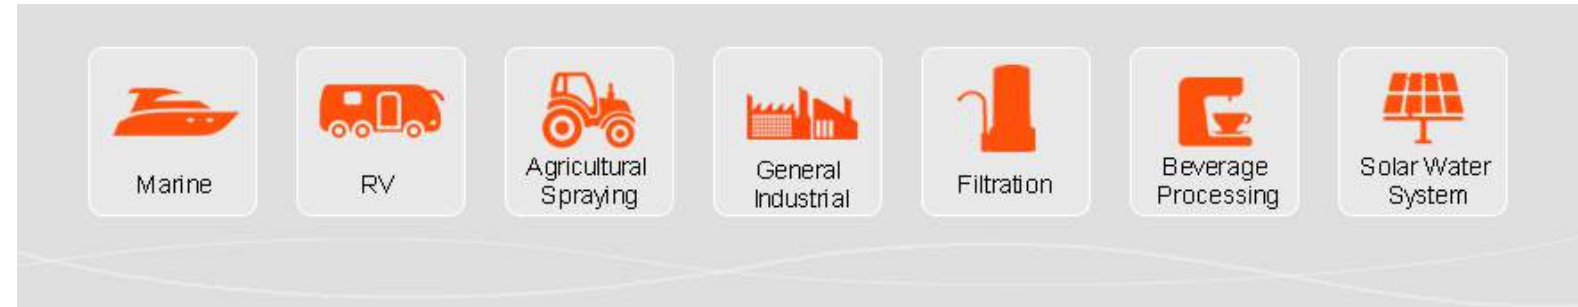 Marine
RV
Agricultural
Spraying
General
Industrial
Filtration
Beverage
Processing
Solar Water
System